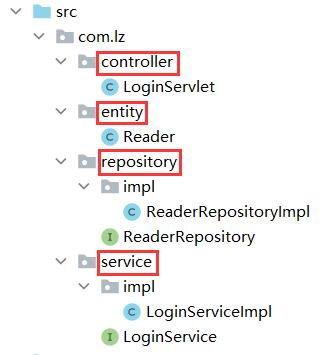 src
com.lz
controller
C LoginServlet
entity
C Reader
repository
impl
C ReaderRepositoryImpl
I ReaderRepository
service
impl
C LoginServiceImpl
I LoginService